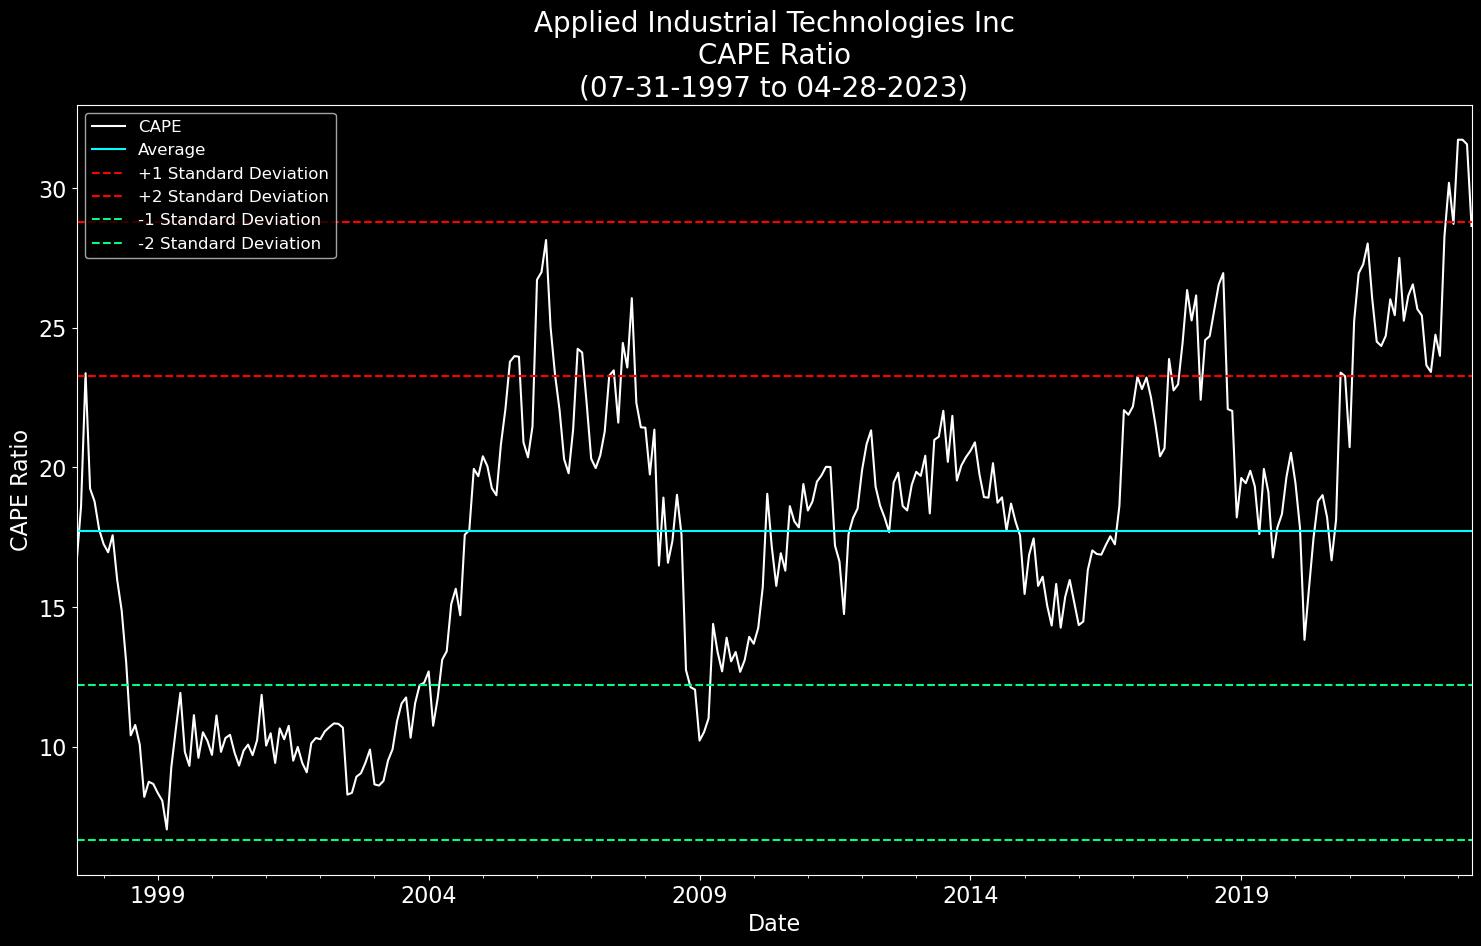 Applied Industrial Technologies Inc
CAPE Ratio
(07-31-1997 to 04-28-2023)
CAPE
Average
+1 Standard Deviation
+2 Standard Deviation
-1 Standard Deviation
-2 Standard Deviation
30
25
20
15
10
CAPE Ratio
1999
2004
2009
2014
2019
Date